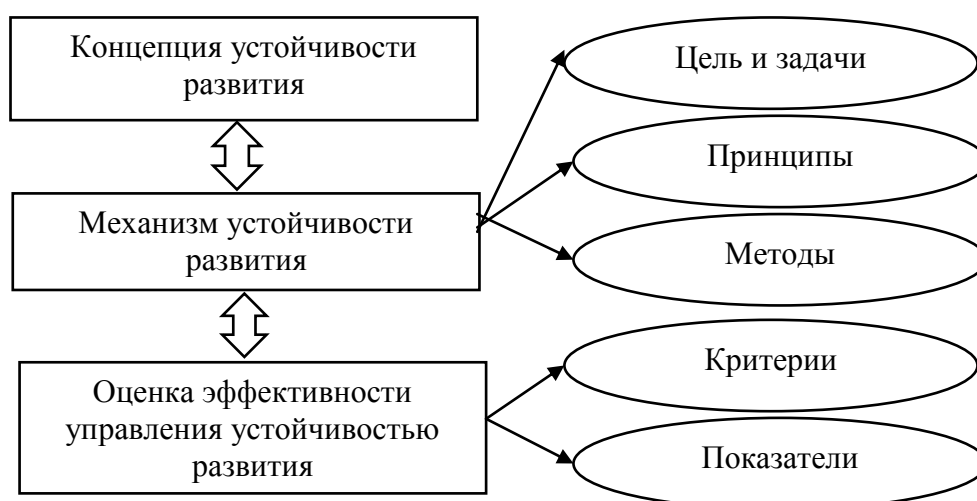 Концепция устойчивости
развития
Цель и задачи
Принципы
Механизм устойчивости
развития
Методы
Критерии
Оценка эффективности
управления устойчивостью
развития
Показатели